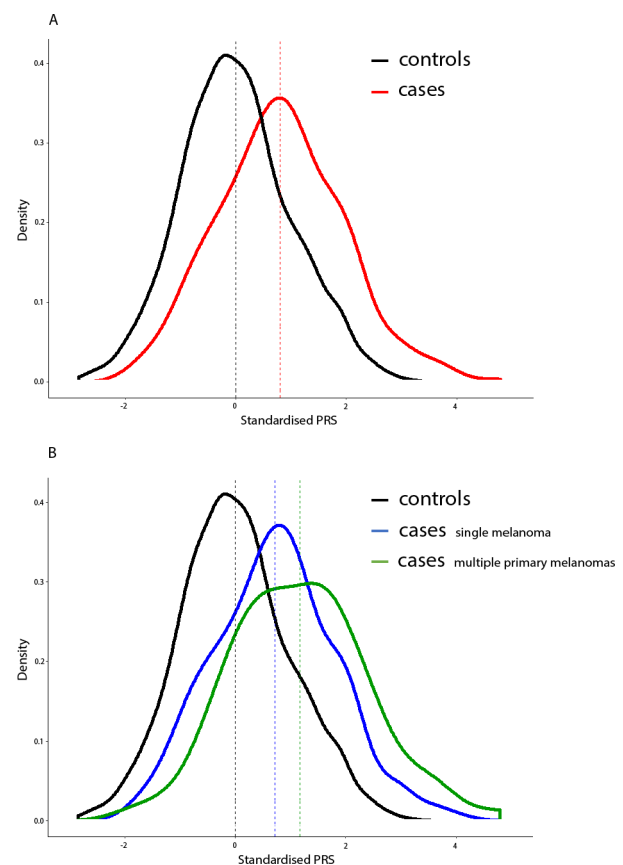 A
controls
cases
0.4
0.3
0.2
0.1
0.0
Density
-2 0 2 4
Standardised PRS
B
controls
cases single melanoma
cases multiple primary melanomas
0.4
0.3
0.2
0.1
0.0
Density
-2 0 2 4
Standardised PRS